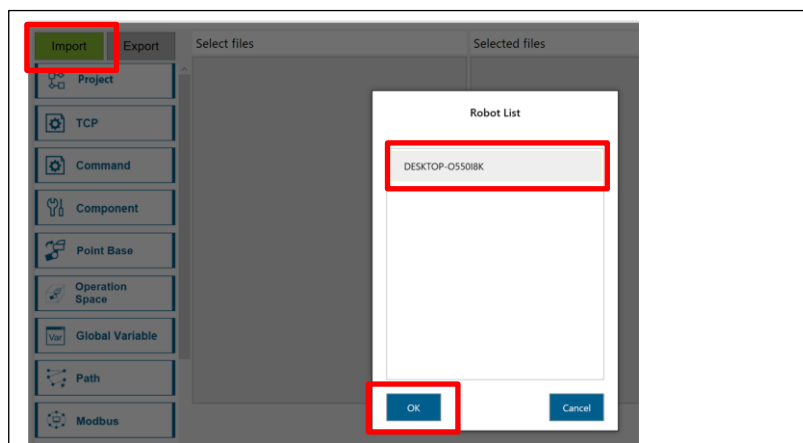 Import
Export
Select files
Selected files
Project
TCP
Command
Component
Point Base
Operation
Space
Var
Global Variable
Path
Modbus
Robot List
DESKTOP-O550I8K
OK
Cancel